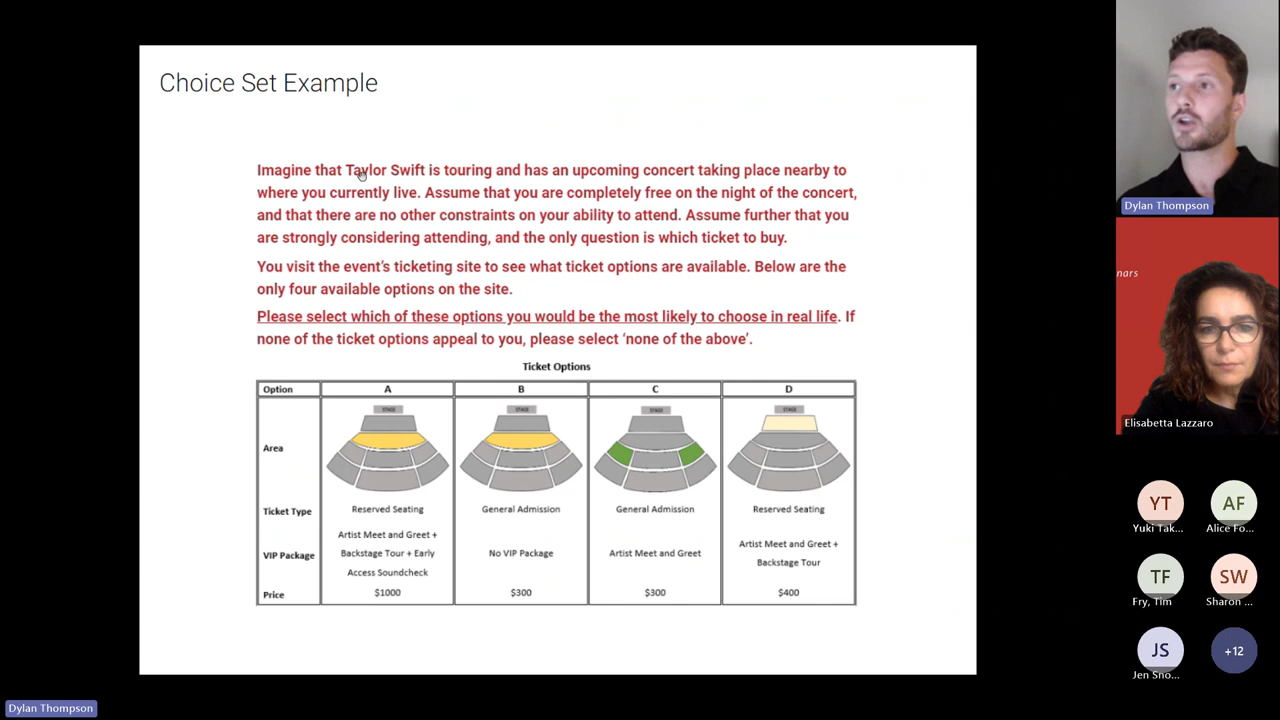 Choice Set Example
Imagine that Taylor Swift is touring and has an upcoming concert taking place nearby to
where you currently live. Assume that you are completely free on the night of the concert,
and that there are no other constraints on your ability to attend. Assume further that you
are strongly considering attending, and the only question is which ticket to buy.
You visit the event's ticketing site to see what ticket options are available. Below are the
only four available options on the site.
Please select which of these options you would be the most likely to choose in real life. If
none of the ticket options appeal to you, please select 'none of the above'.
Ticket Options
Option A B C D
STAGE STAGE STAGE STAGE
Area
Ticket Type Reserved Seating General Admission General Admission Reserved Seating
VIP Package Artist Meet and Greet + Backstage Tour + Early Access Soundcheck No VIP Package Artist Meet and Greet Artist Meet and Greet + Backstage Tour
Price $1000 $300 $300 $400
Dylan Thompson
nars
Elisabetta Lazzaro
YT AF
Yuki Tak... Alice Fo...
TF SW
Fry, Tim Sharon ...
JS +12
Jen Sno...
Dylan Thompson